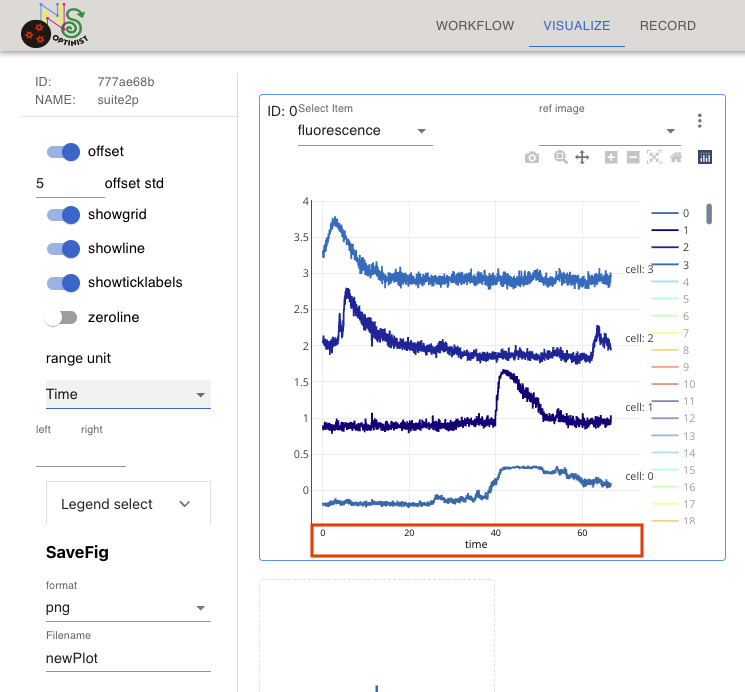 NS
OPTINIST
WORKFLOW VISUALIZE RECORD
ID: 777ae68b
NAME: suite2p
offset
5 offset std
showgrid
showline
showticklabels
zeroline
range unit
Time
left right
Legend select
SaveFig
format
png
Filename
newPlot
ID: 0 Select Item ref image
fluorescence
4
3.5
3
2.5
2
1.5
1
0.5
0
cell: 3
cell: 2
cell: 1
cell: 0
0 20 40 60
time
0
1
2
3
4
5
6
7
8
9
10
11
12
13
14
15
16
17
18